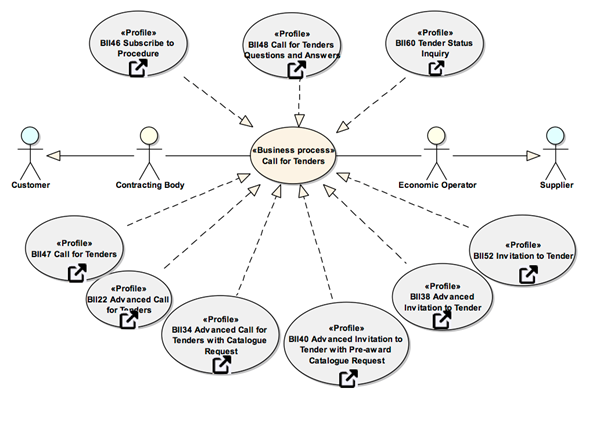 «Profile»
BII46 Subscribe to
Procedure
«Profile»
BII48 Call for Tenders
Questions and Answers
«Profile»
BII60 Tender Status
Inquiry
«Business process»
Call for Tenders
Customer
Contracting Body
Economic Operator
Supplier
«Profile»
BII47 Call for Tenders
«Profile»
BII22 Advanced Call
for Tenders
«Profile»
BII34 Advanced Call for
Tenders with Catalogue
Request
«Profile»
BII40 Advanced Invitation to
Tender with Pre-award
Catalogue Request
«Profile»
BII38 Advanced
Invitation to Tender
«Profile»
BII52 Invitation to Tender